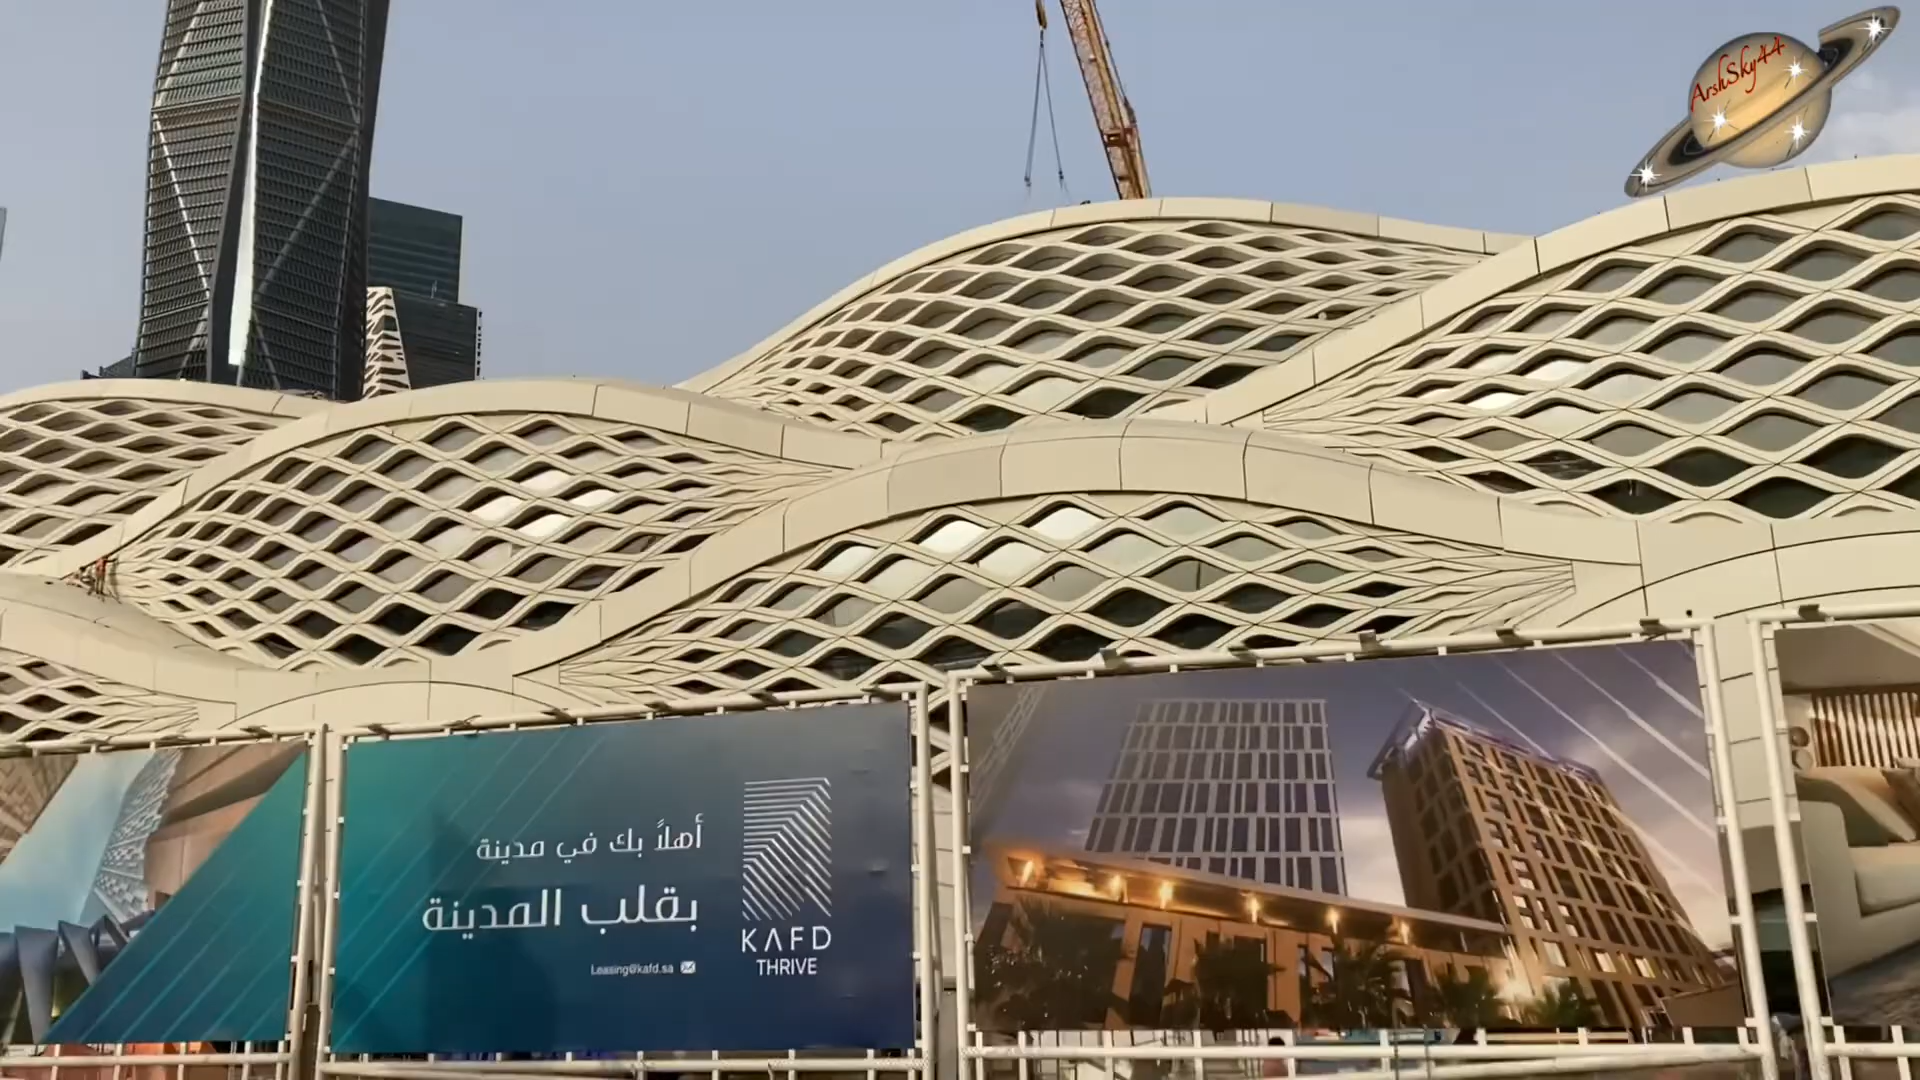 ArshSky44
أهلاً بك في مدينة
بقلب المدينة
Leasing@kafd.sa
KAFD
THRIVE